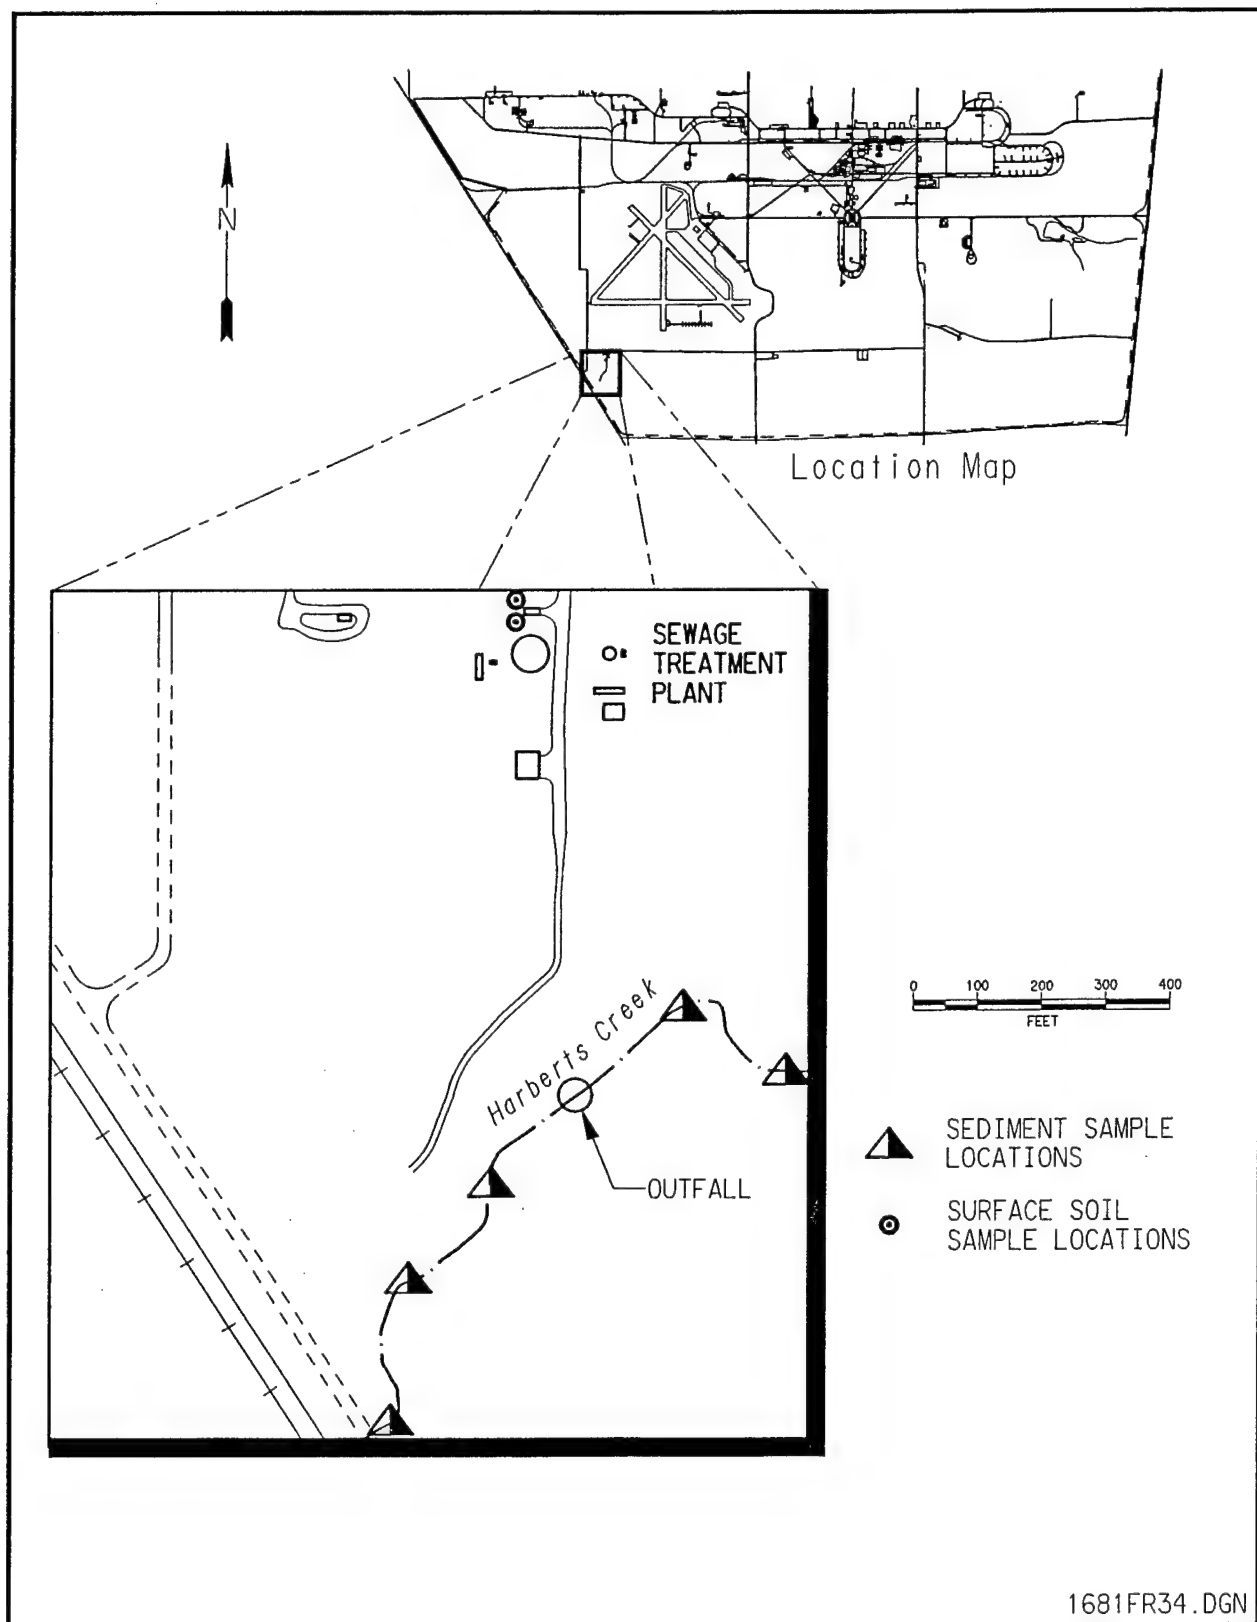 N
Location Map
SEWAGE
TREATMENT
PLANT
Harberts Creek
OUTFALL
0 100 200 300 400
FEET
SEDIMENT SAMPLE
LOCATIONS
SURFACE SOIL
SAMPLE LOCATIONS
1681FR34.DGN